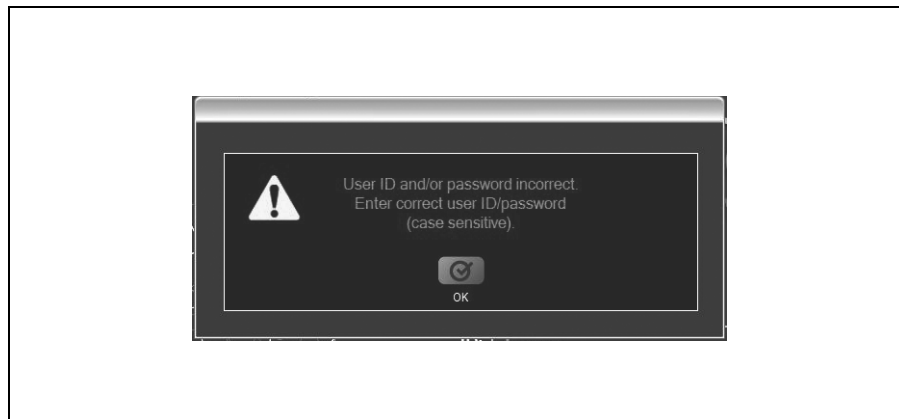 User ID and/or password incorrect.
Enter correct user ID/password
(case sensitive).
OK